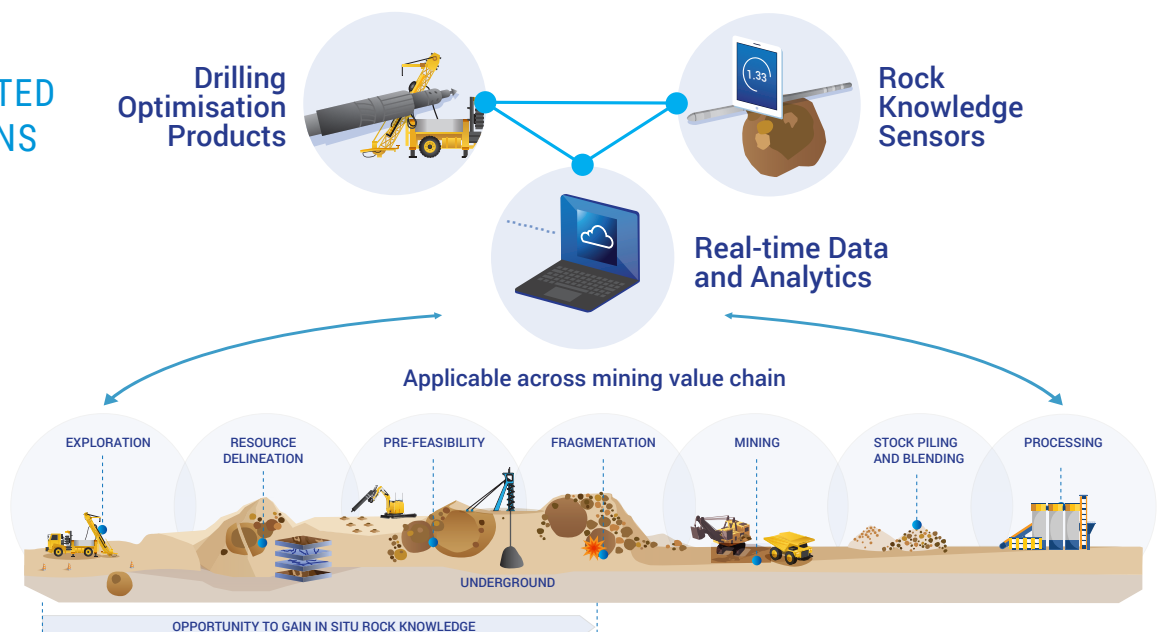 TED
NS
Drilling
Optimisation
Products
1.33
Rock
Knowledge
Sensors
Real-time Data
and Analytics
Applicable across mining value chain
EXPLORATION
RESOURCE
DELINEATION
PRE-FEASIBILITY
FRAGMENTATION
MINING
STOCK PILING
AND BLENDING
PROCESSING
UNDERGROUND
OPPORTUNITY TO GAIN IN SITU ROCK KNOWLEDGE